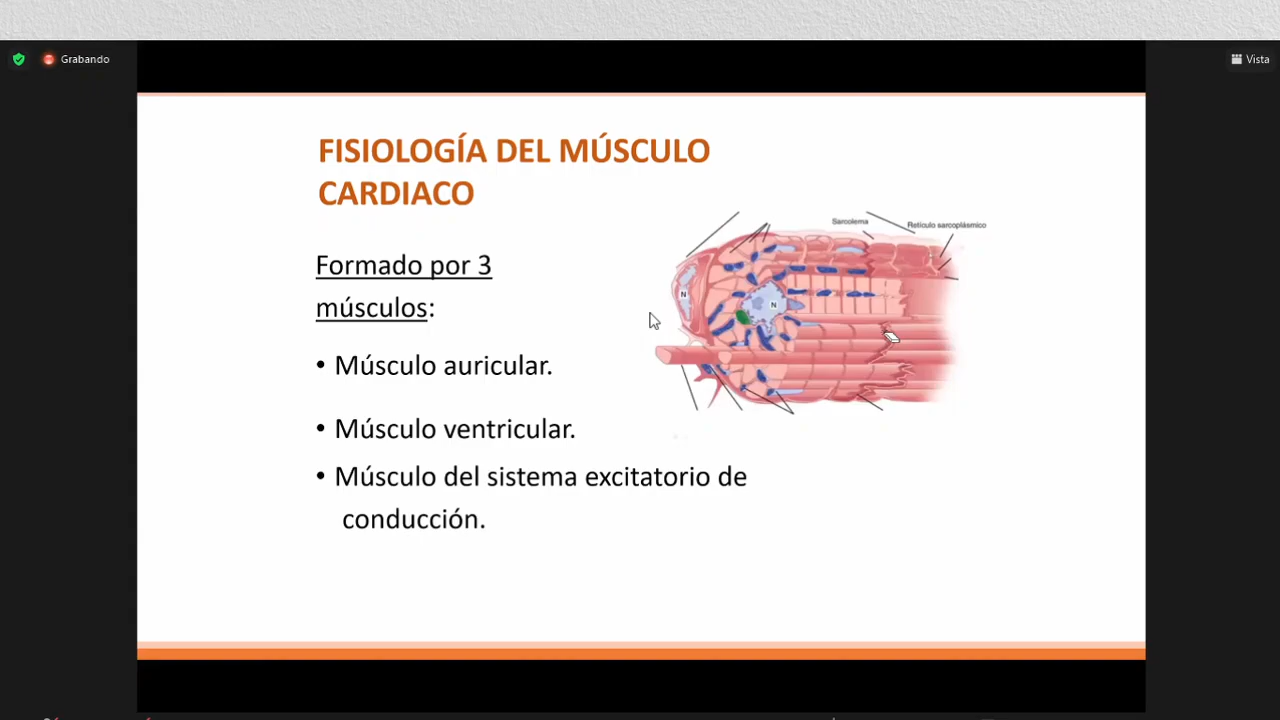 Grabando
Vista
FISIOLOGÍA DEL MÚSCULO
CARDIACO
Sarcolema
Retículo sarcoplásmico
Formado por 3
músculos:
N
N
• Músculo auricular.
• Músculo ventricular.
• Músculo del sistema excitatorio de
conducción.